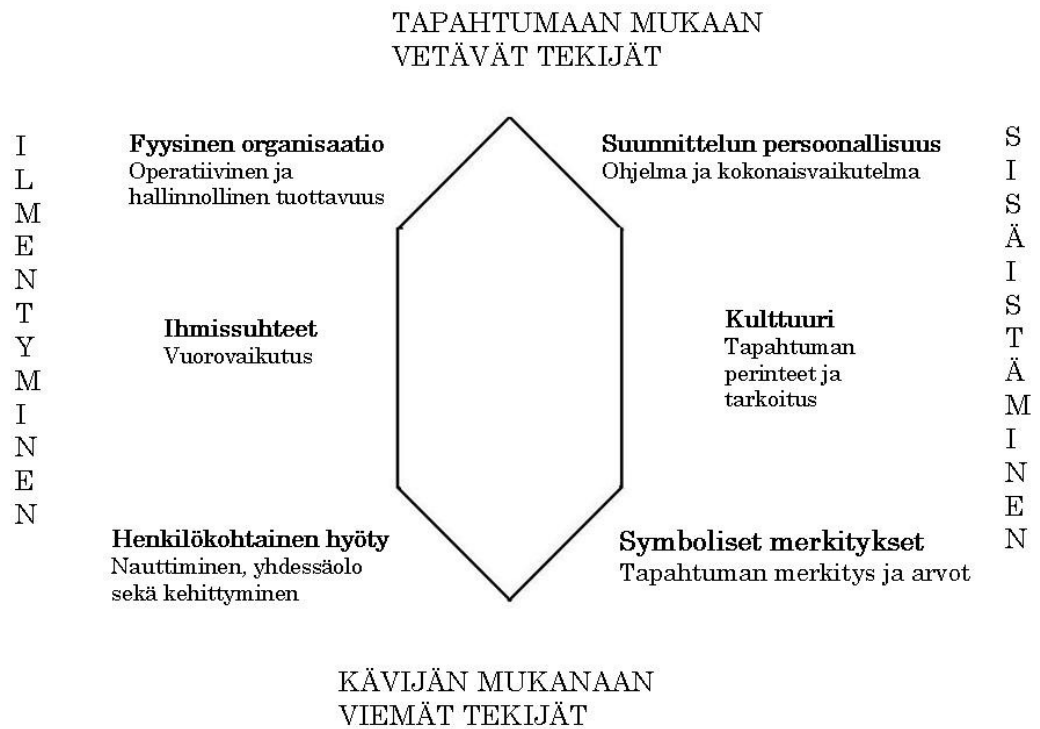 TAPAHTUMAAN MUKAAN
VETÄVÄT TEKIJÄT
ILMENTYMINEN
Fyysinen organisaatio
Operatiivinen ja
hallinnollinen tuottavuus
Suunnittelun persoonallisuus
Ohjelma ja kokonaisvaikutelma
SISÄISTÄMINEN
Ihmissuhteet
Vuorovaikutus
Kulttuuri
Tapahtuman
perinteet ja
tarkoitus
Henkilökohtainen hyöty
Nauttiminen, yhdessäolo
sekä kehittyminen
Symboliset merkitykset
Tapahtuman merkitys ja arvot
KÄVIJÄN MUKANAAN
VIEMÄT TEKIJÄT